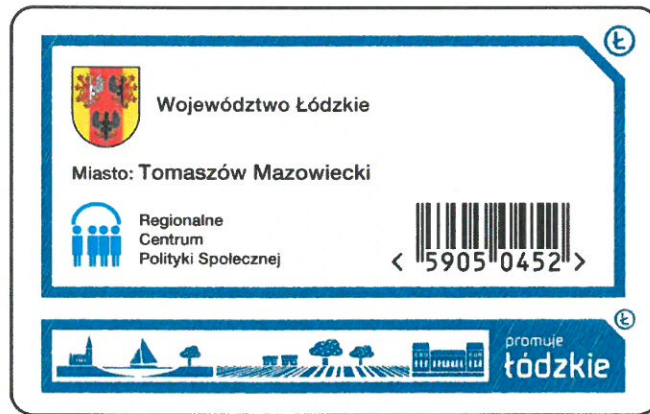 Ł
Województwo Łódzkie
Miasto: Tomaszów Mazowiecki
Regionalne
Centrum
Polityki Społecznej
< 5905 0452 >
Ł
promuje
łódzkie